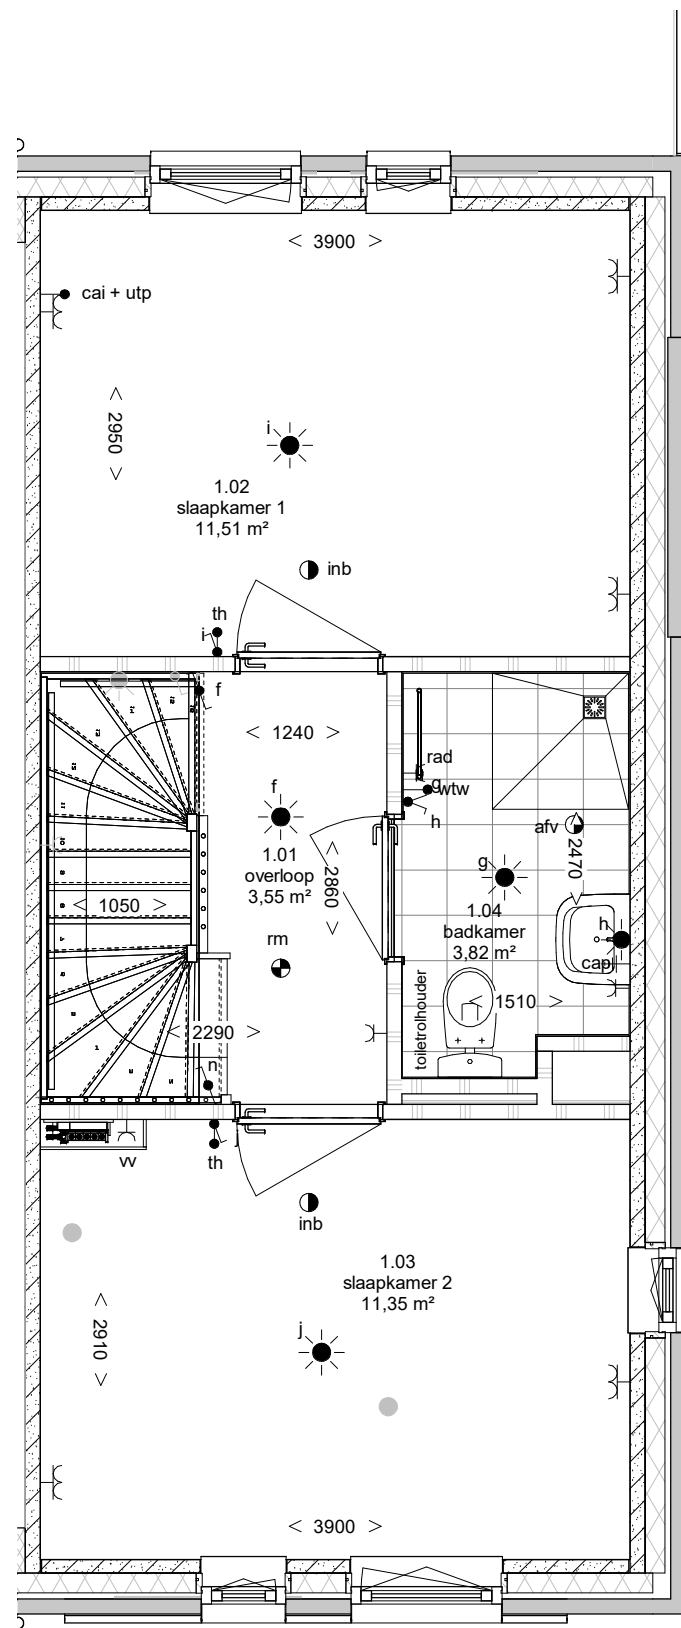 3900
cai + utp
2950
i
1.02
slaapkamer 1
11,51 m²
inb
th
i
f
1240
rad
g
wtw
h
f
afv
2470
1.01
overloop
3,55 m²
2860
g
1050
1.04
badkamer
3,82 m²
h
cap
rm
toiletrolhouder
1510
2290
n
j
th
vv
inb
1.03
slaapkamer 2
11,35 m²
2910
j
3900